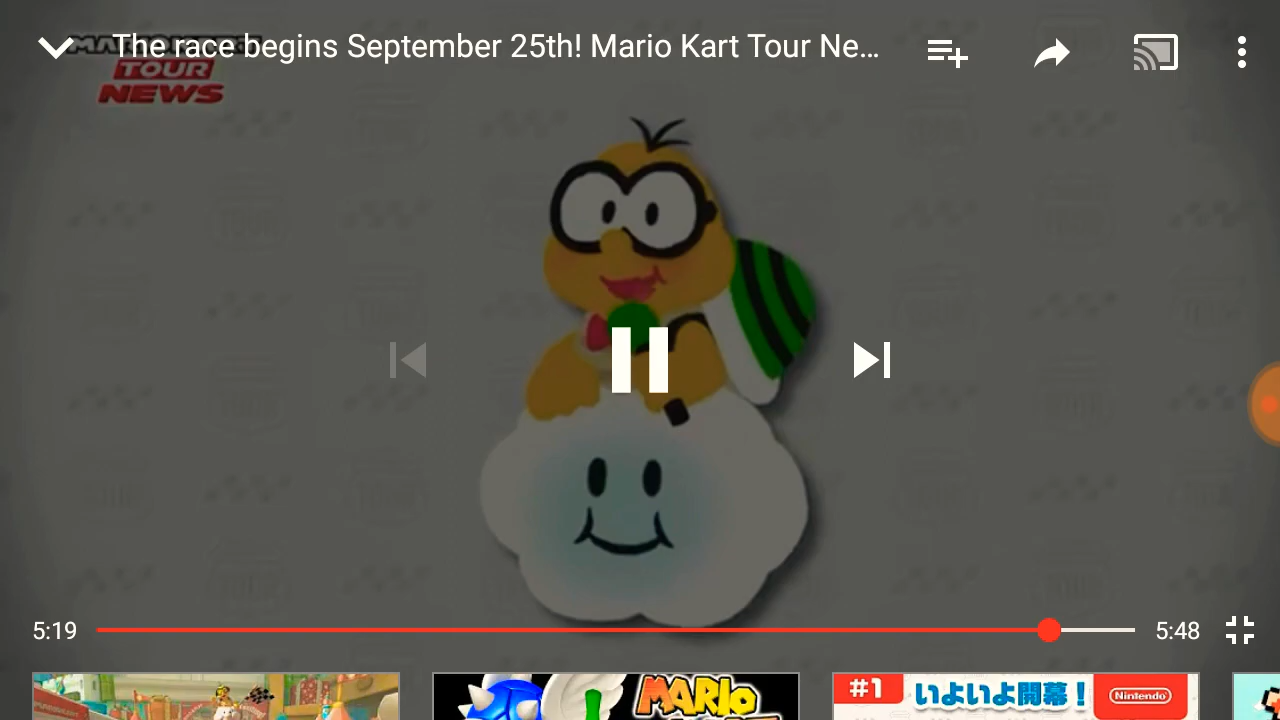 The race begins September 25th! Mario Kart Tour Ne...
TOUR
NEWS
5:19
5:48
MARIO
#1
いよいよ開幕！
Nintendo